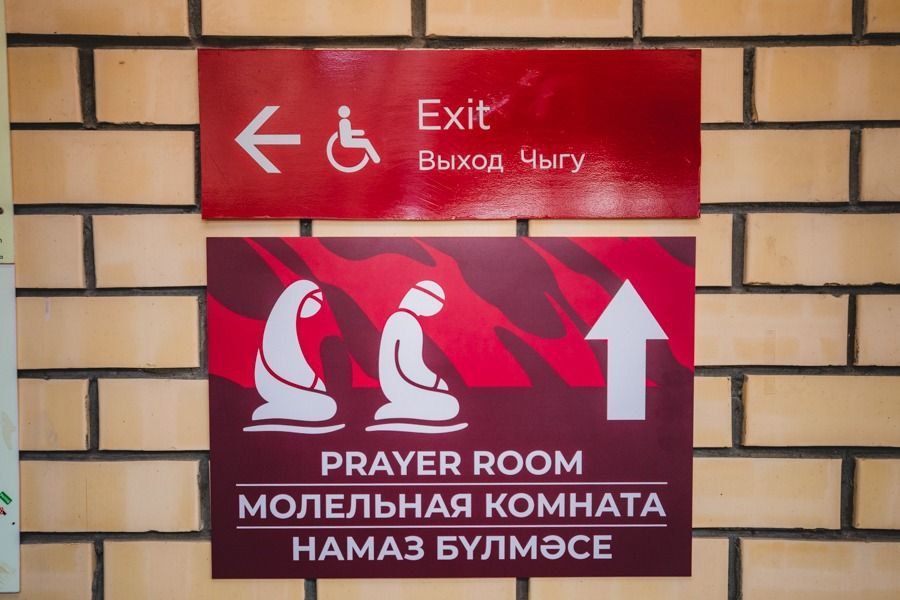 Exit
Выход Чыгу
PRAYER ROOM
МОЛЕЛЬНАЯ КОМНАТА
НАМАЗ БҮЛМӘСЕ